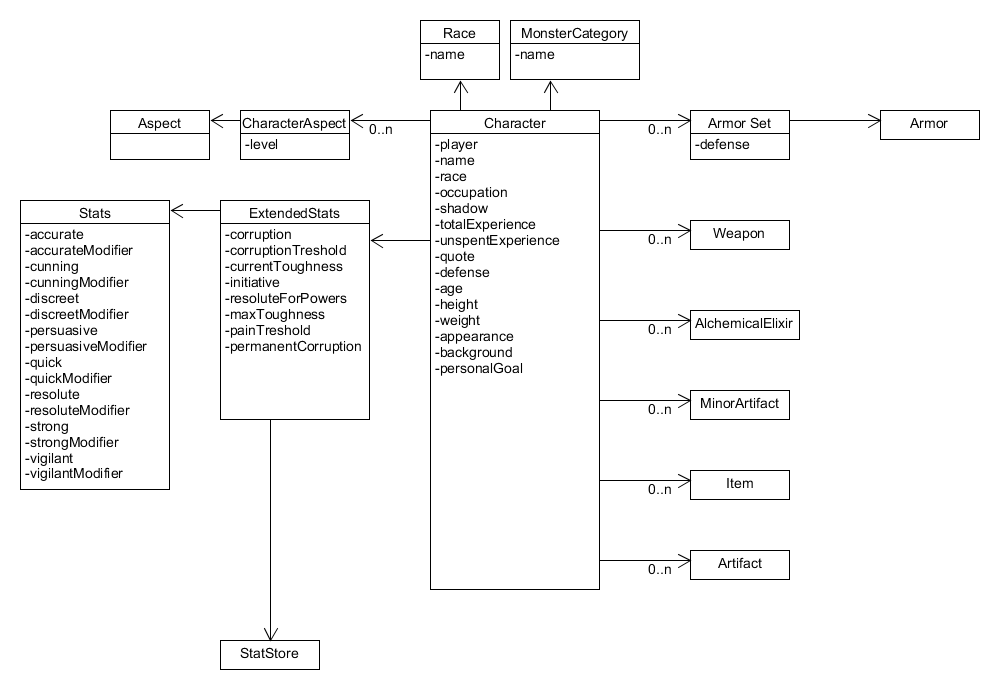 Race
-name
MonsterCategory
-name
Aspect
CharacterAspect
-level
0..n
Character
-player
-name
-race
-occupation
-shadow
-totalExperience
-unspentExperience
-quote
-defense
-age
-height
-weight
-appearance
-background
-personalGoal
0..n
Armor Set
-defense
Armor
Stats
-accurate
-accurateModifier
-cunning
-cunningModifier
-discreet
-discreetModifier
-persuasive
-persuasiveModifier
-quick
-quickModifier
-resolute
-resoluteModifier
-strong
-strongModifier
-vigilant
-vigilantModifier
ExtendedStats
-corruption
-corruptionTreshold
-currentToughness
-initiative
-resoluteForPowers
-maxToughness
-painTreshold
-permanentCorruption
0..n
Weapon
0..n
AlchemicalElixir
0..n
MinorArtifact
0..n
Item
0..n
Artifact
StatStore